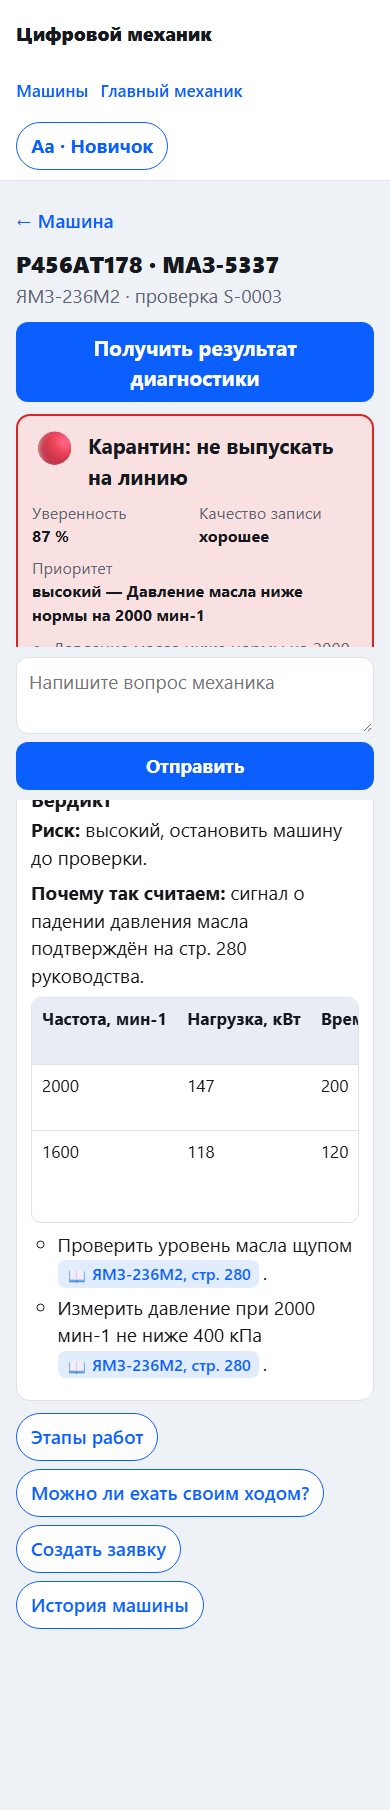 Цифровой механик
Машины Главный механик
Аа · Новичок
← Машина
Р456АТ178 · МАЗ-5337
ЯМЗ-236М2 · проверка S-0003
Получить результат
диагностики
Карантин: не выпускать
на линию
Уверенность Качество записи
87 % хорошее
Приоритет
высокий — Давление масла ниже
нормы на 2000 мин-1
Напишите вопрос механика
Отправить
Вердикт
Риск: высокий, остановить машину
до проверки.
Почему так считаем: сигнал о
падении давления масла
подтверждён на стр. 280
руководства.
Частота, мин-1 Нагрузка, кВт
2000 147 200
1600 118 120
Проверить уровень масла щупом
ЯМЗ-236М2, стр. 280 .
Измерить давление при 2000
мин-1 не ниже 400 кПа
ЯМЗ-236М2, стр. 280 .
Этапы работ
Можно ли ехать своим ходом?
Создать заявку
История машины